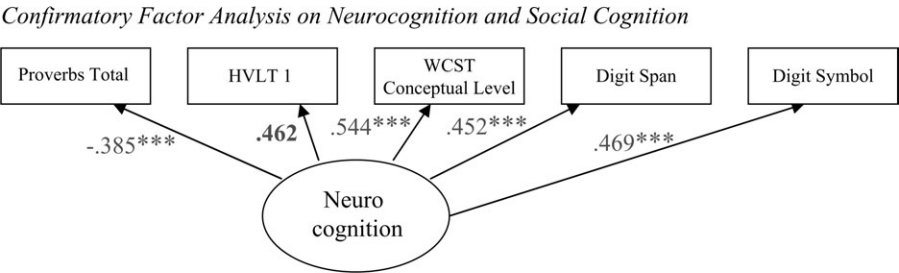 Confirmatory Factor Analysis on Neurocognition and Social Cognition
Proverbs Total
HVLT 1
WCST
Conceptual Level
Digit Span
Digit Symbol
-.385***
.462
.544***
.452***
.469***
Neuro
cognition